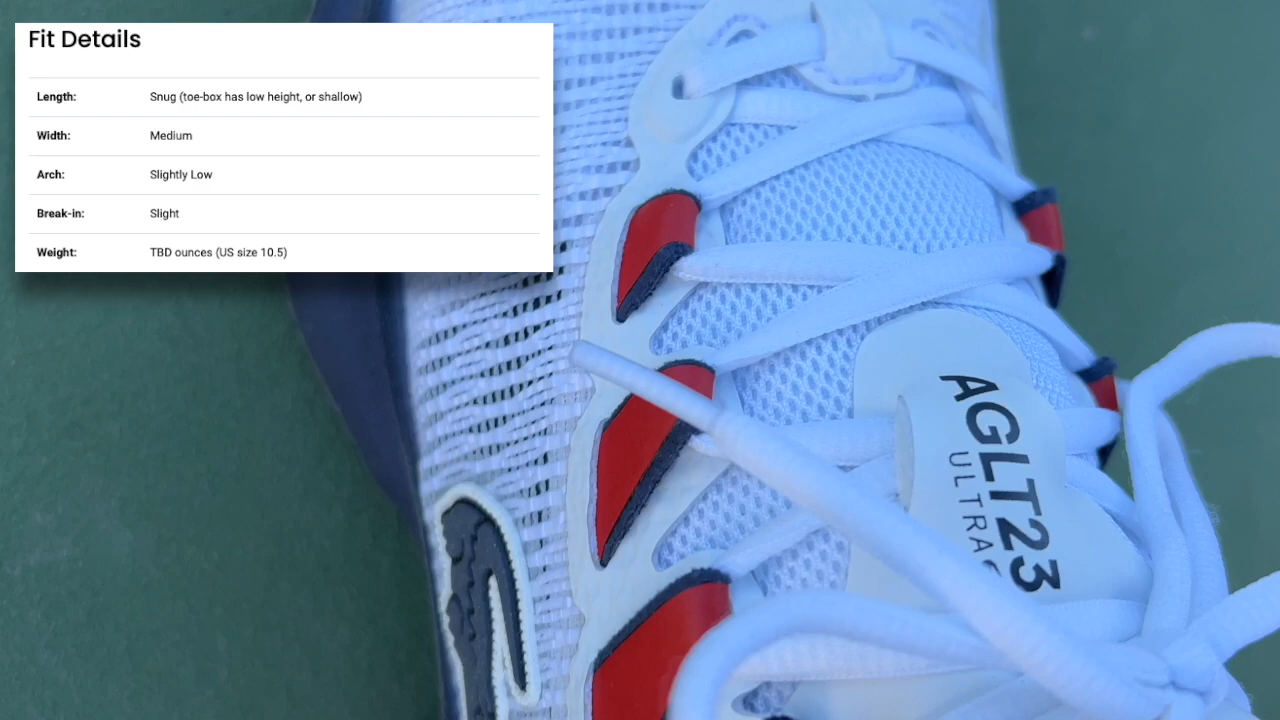 Fit Details
Length: Snug (toe-box has low height, or shallow)
Width: Medium
Arch: Slightly Low
Break-in: Slight
Weight: TBD ounces (US size 10.5)
AGLT23
ULTRA